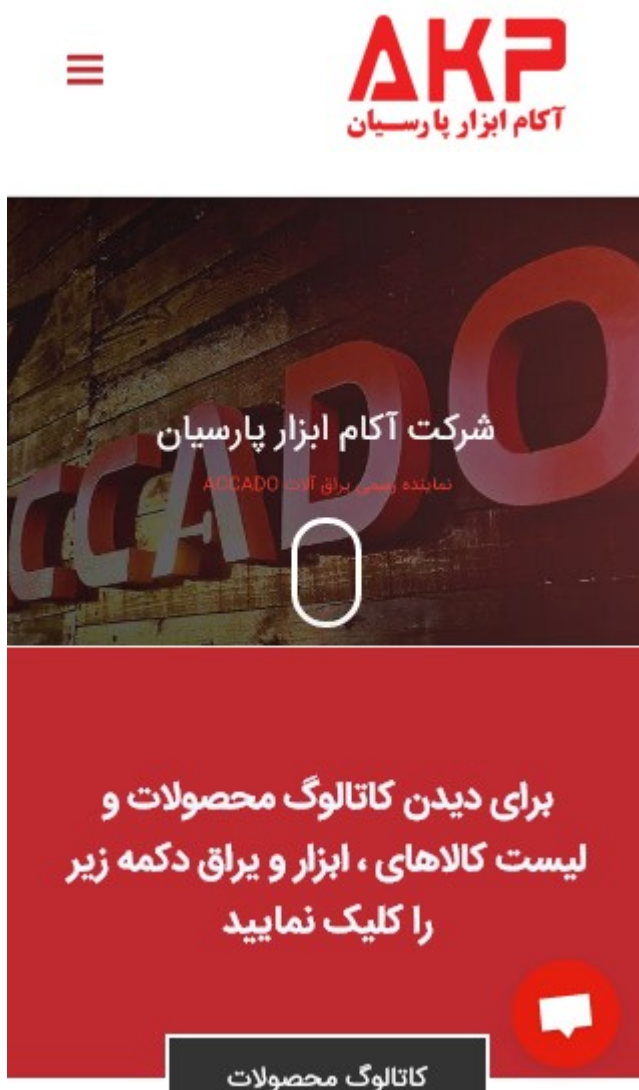 AKP
آکام ابزار پارسیان
ACCADO
شرکت آکام ابزار پارسیان
نماینده رسمی یراق آلات ACCADO
برای دیدن کاتالوگ محصولات و
لیست کالاهای ، ابزار و یراق دکمه زیر
را کلیک نمایید
کاتالوگ محصولات